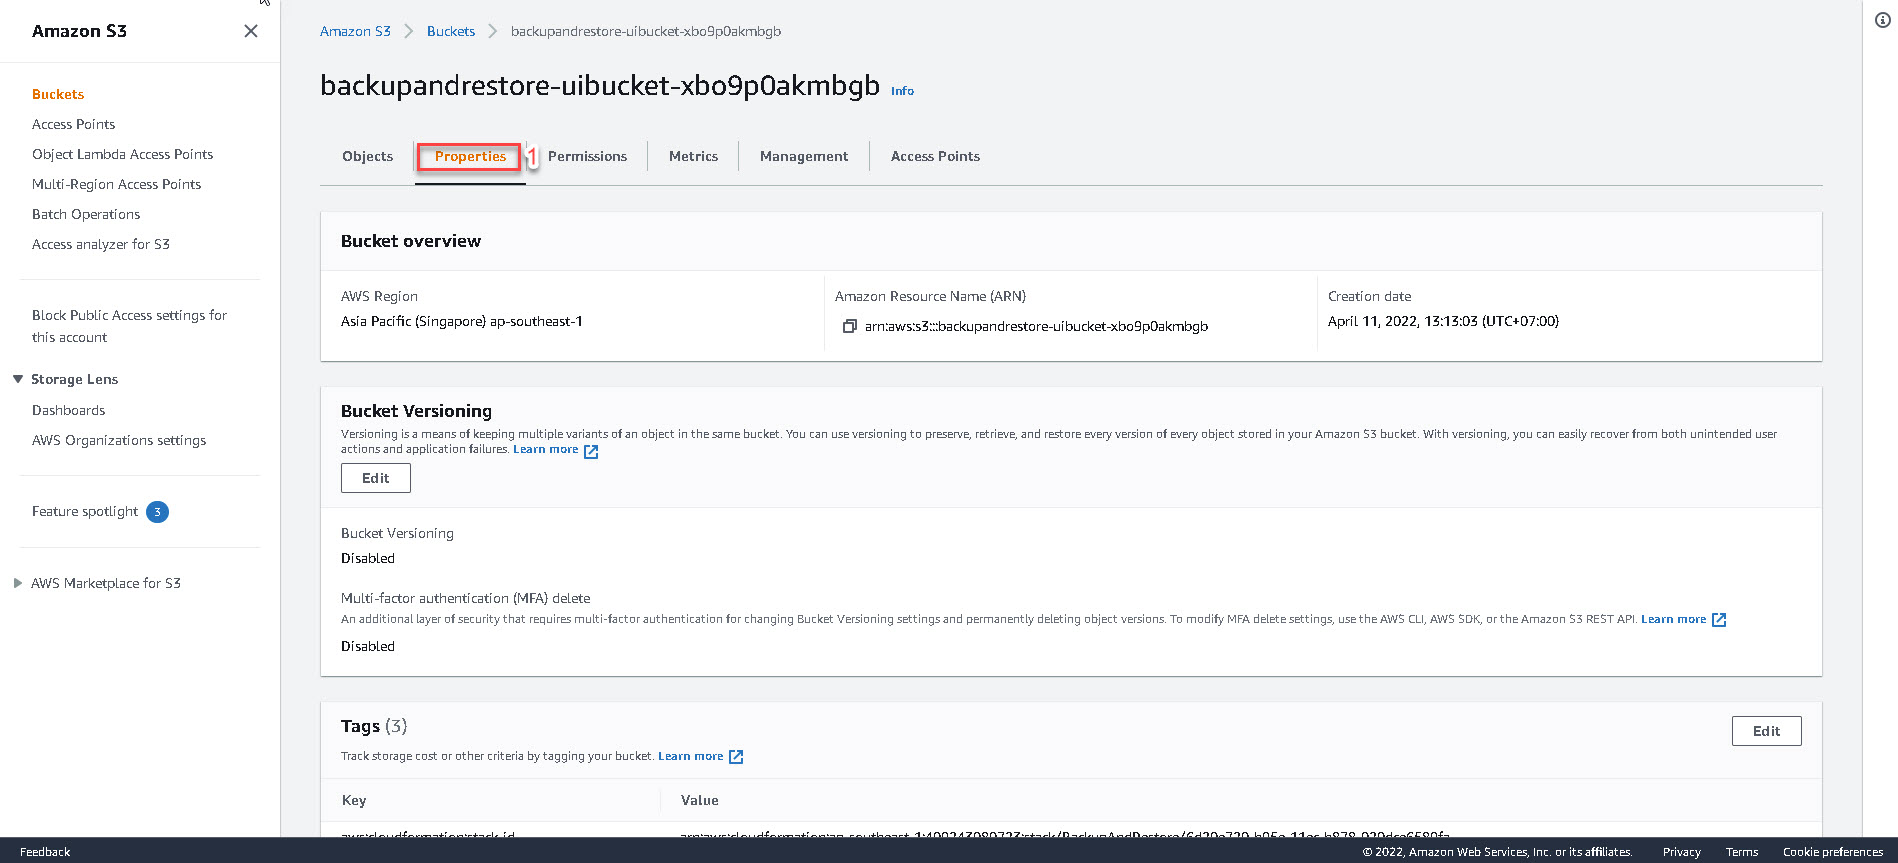 Amazon S3
Buckets
Access Points
Object Lambda Access Points
Multi-Region Access Points
Batch Operations
Access analyzer for S3
Block Public Access settings for
this account
Storage Lens
Dashboards
AWS Organizations settings
Feature spotlight 3
AWS Marketplace for S3
Amazon S3 Buckets backupandrestore-uibucket-xbo9p0akmbgb
backupandrestore-uibucket-xbo9p0akmbgb Info
Objects Properties 1 Permissions Metrics Management Access Points
Bucket overview
AWS Region Amazon Resource Name (ARN) Creation date
Asia Pacific (Singapore) ap-southeast-1 arn:aws:s3:::backupandrestore-uibucket-xbo9p0akmbgb April 11, 2022, 13:13:03 (UTC+07:00)
Bucket Versioning
Versioning is a means of keeping multiple variants of an object in the same bucket. You can use versioning to preserve, retrieve, and restore every version of every object stored in your Amazon S3 bucket. With versioning, you can easily recover from both unintended user
actions and application failures. Learn more
Edit
Bucket Versioning
Disabled
Multi-factor authentication (MFA) delete
An additional layer of security that requires multi-factor authentication for changing Bucket Versioning settings and permanently deleting object versions. To modify MFA delete settings, use the AWS CLI, AWS SDK, or the Amazon S3 REST API. Learn more
Disabled
Tags (3)
Edit
Track storage cost or other criteria by tagging your bucket. Learn more
Key Value
aws:cloudformation:stack-id
Feedback © 2022, Amazon Web Services, Inc. or its affiliates. Privacy Terms Cookie preferences